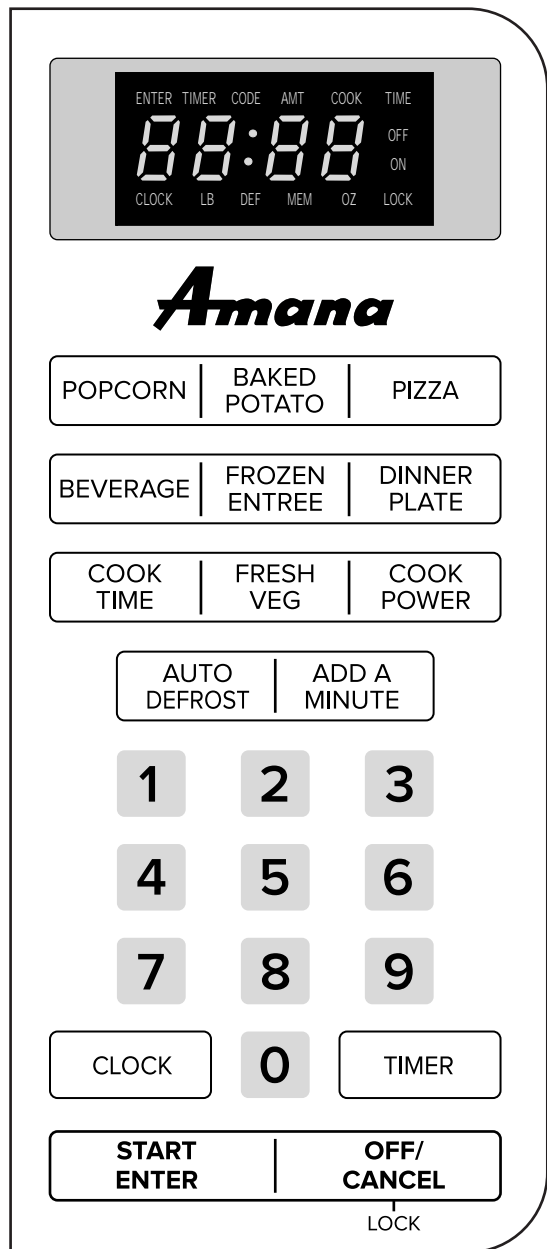 ENTER TIMER CODE AMT COOK TIME
88:88 OFF
ON
CLOCK LB DEF MEM OZ LOCK
Amana
POPCORN BAKED POTATO PIZZA
BEVERAGE FROZEN ENTREE DINNER PLATE
COOK TIME FRESH VEG COOK POWER
AUTO DEFROST ADD A MINUTE
1 2 3
4 5 6
7 8 9
CLOCK 0 TIMER
START ENTER OFF/ CANCEL
LOCK